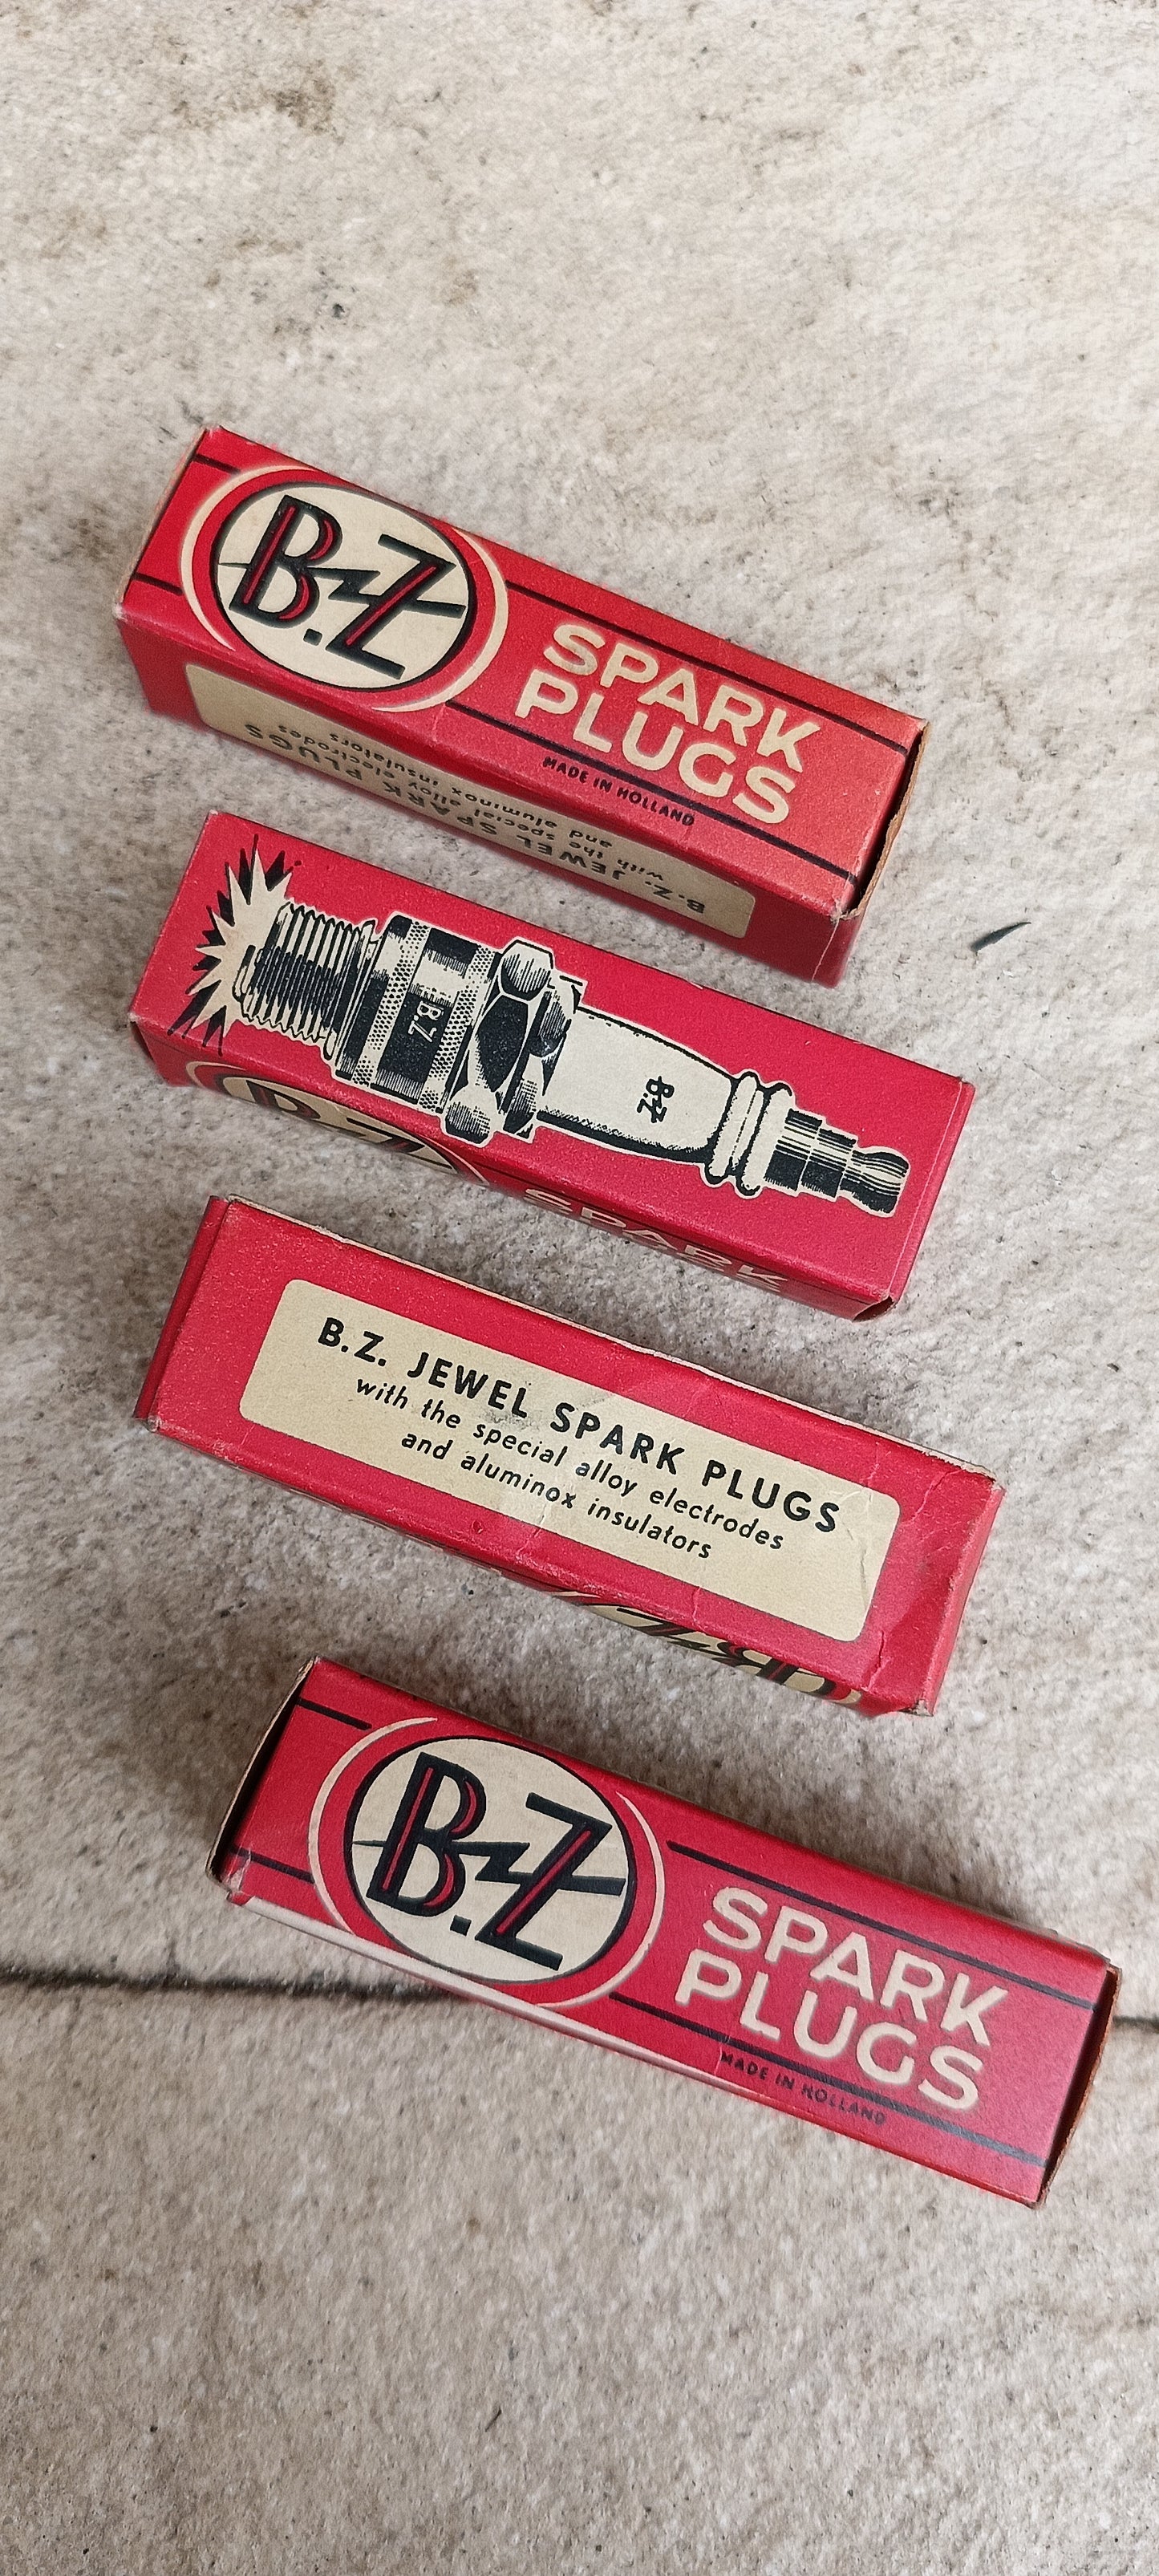 B.Z
SPARK
PLUGS
MADE IN HOLLAND
B.Z. JEWEL SPARK PLUGS
with the special alloy electrodes
and aluminox insulators
B.Z
B.Z
B.Z
SPARK
B.Z. JEWEL SPARK PLUGS
with the special alloy electrodes
and aluminox insulators
B.Z
B.Z
SPARK
PLUGS
MADE IN HOLLAND